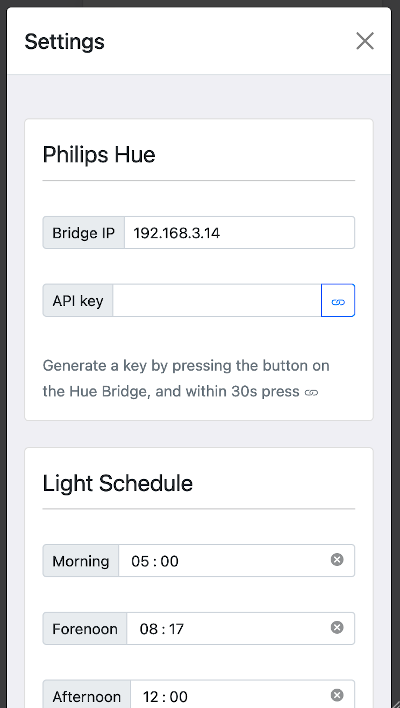 Settings
Philips Hue
Bridge IP 192.168.3.14
API key
Generate a key by pressing the button on
the Hue Bridge, and within 30s press
Light Schedule
Morning 05 : 00
Forenoon 08 : 17
Afternoon 12 : 00